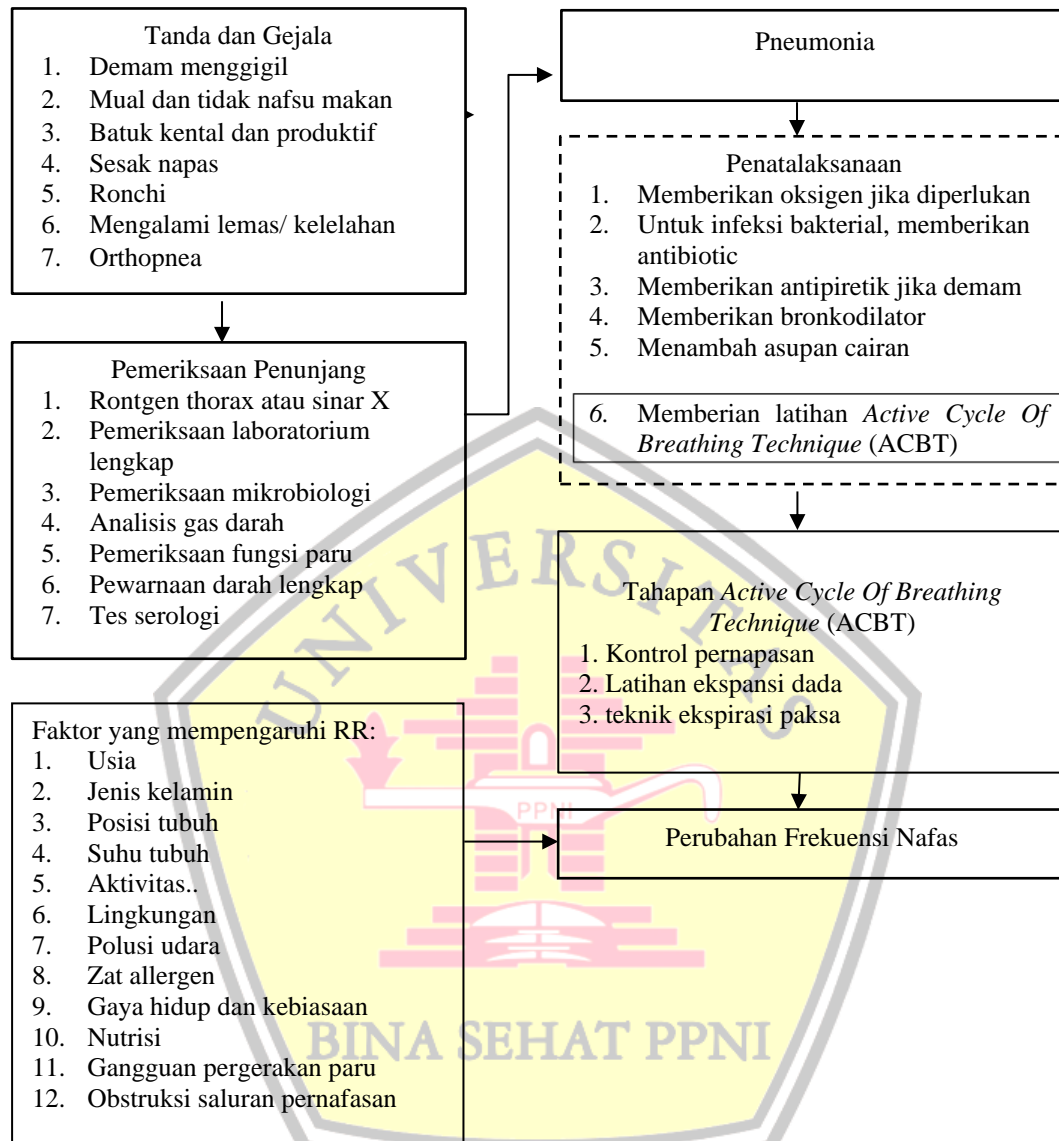 Tanda dan Gejala
1. Demam menggigil
2. Mual dan tidak nafsu makan
3. Batuk kental dan produktif
4. Sesak napas
5. Ronchi
6. Mengalami lemas/ kelelahan
7. Orthopnea
Pemeriksaan Penunjang
1. Rontgen thorax atau sinar X
2. Pemeriksaan laboratorium
lengkap
3. Pemeriksaan mikrobiologi
4. Analisis gas darah
5. Pemeriksaan fungsi paru
6. Pewarnaan darah lengkap
7. Tes serologi
Pneumonia
Penatalaksanaan
1. Memberikan oksigen jika diperlukan
2. Untuk infeksi bakterial, memberikan
antibiotic
3. Memberikan antipiretik jika demam
4. Memberikan bronkodilator
5. Menambah asupan cairan
6. Memberian latihan Active Cycle Of
Breathing Technique (ACBT)
Tahapan Active Cycle Of Breathing
Technique (ACBT)
1. Kontrol pernapasan
2. Latihan ekspansi dada
3. teknik ekspirasi paksa
Faktor yang mempengaruhi RR:
1. Usia
2. Jenis kelamin
3. Posisi tubuh
4. Suhu tubuh
5. Aktivitas..
6. Lingkungan
7. Polusi udara
8. Zat allergen
9. Gaya hidup dan kebiasaan
10. Nutrisi
11. Gangguan pergerakan paru
12. Obstruksi saluran pernafasan
Perubahan Frekuensi Nafas
UNIVERSITAS
PPNI
BINA SEHAT PPNI